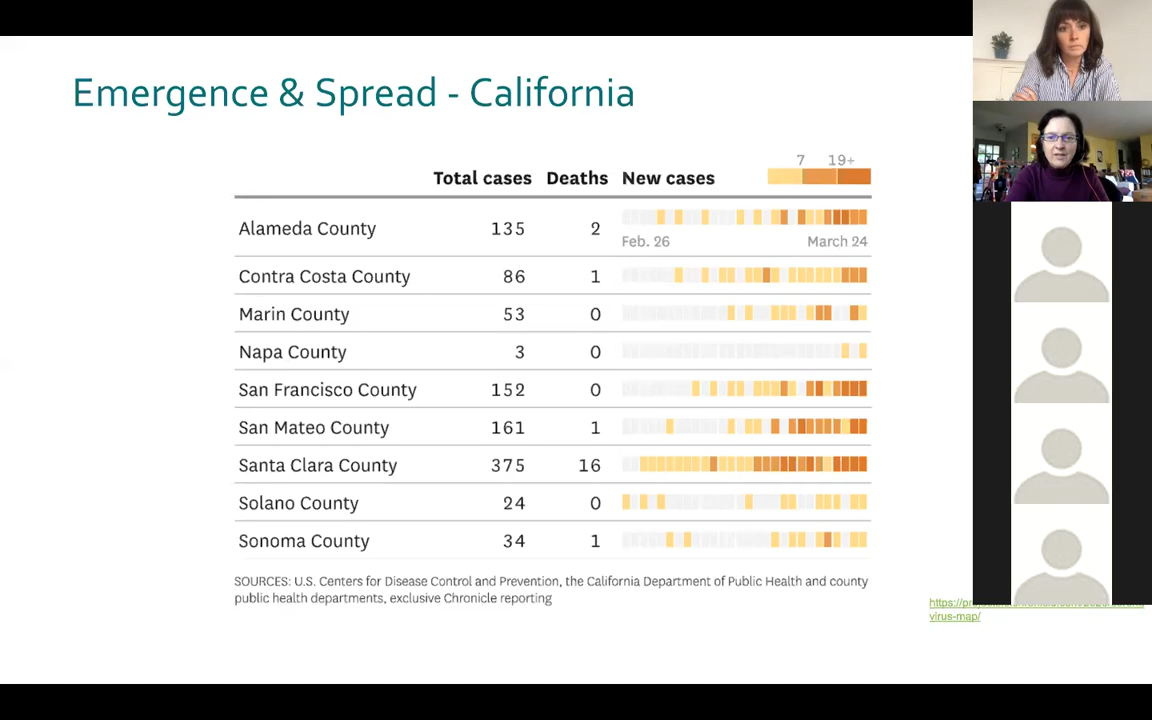 Emergence & Spread - California
7 19+
Total cases Deaths New cases
Alameda County 135 2
Feb. 26 March 24
Contra Costa County 86 1
Marin County 53 0
Napa County 3 0
San Francisco County 152 0
San Mateo County 161 1
Santa Clara County 375 16
Solano County 24 0
Sonoma County 34 1
SOURCES: U.S. Centers for Disease Control and Prevention, the California Department of Public Health and county
public health departments, exclusive Chronicle reporting
virus-map/